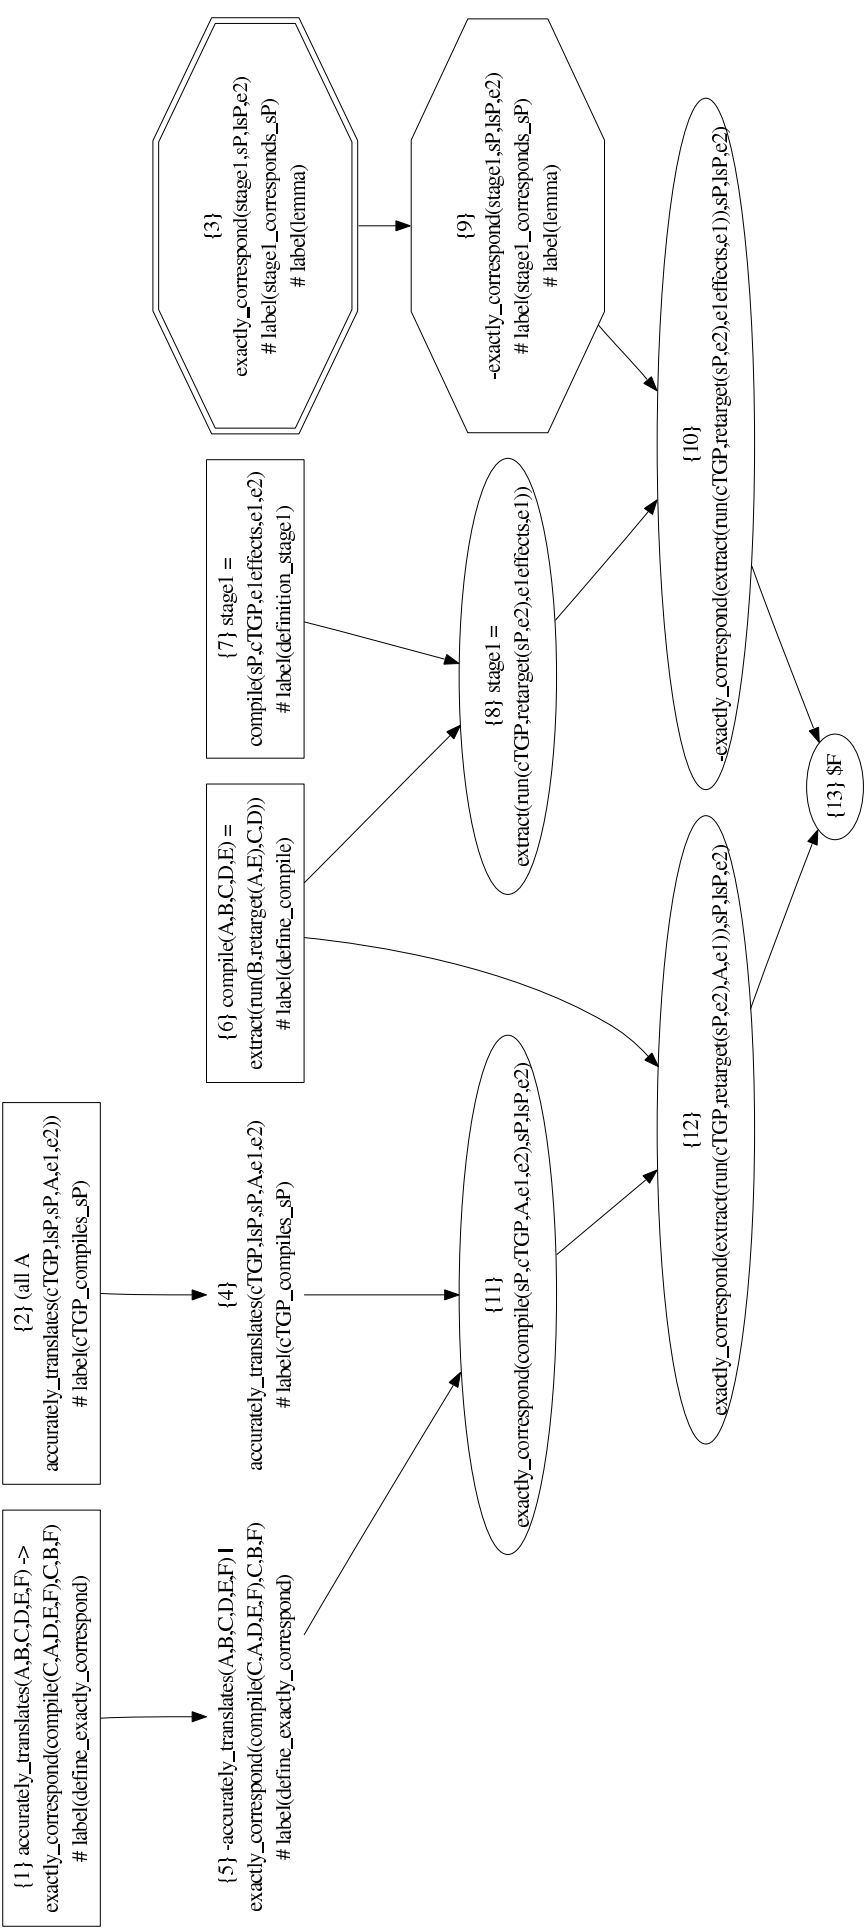 {1} accurately_translates(A,B,C,D,E,F) ->
exactly_correspond(compile(C,A,D,E,F),C,B,F)
# label(define_exactly_correspond)
{2} (all A
accurately_translates(cTGP,lsP,sP,A,e1,e2))
# label(cTGP_compiles_sP)
{5} -accurately_translates(A,B,C,D,E,F) |
exactly_correspond(compile(C,A,D,E,F),C,B,F)
# label(define_exactly_correspond)
{4}
accurately_translates(cTGP,lsP,sP,A,e1,e2)
# label(cTGP_compiles_sP)
{6} compile(A,B,C,D,E) =
extract(run(B,retarget(A,E),C,D))
# label(define_compile)
{7} stage1 =
compile(sP,cTGP,e1effects,e1,e2)
# label(definition_stage1)
{3}
exactly_correspond(stage1,sP,lsP,e2)
# label(stage1_corresponds_sP)
# label(lemma)
{11}
exactly_correspond(compile(sP,cTGP,A,e1,e2),sP,lsP,e2)
{8} stage1 =
extract(run(cTGP,retarget(sP,e2),e1effects,e1))
{9}
-exactly_correspond(stage1,sP,lsP,e2)
# label(stage1_corresponds_sP)
# label(lemma)
{12}
exactly_correspond(extract(run(cTGP,retarget(sP,e2),A,e1)),sP,lsP,e2)
{10}
-exactly_correspond(extract(run(cTGP,retarget(sP,e2),e1effects,e1)),sP,lsP,e2)
{13} $F